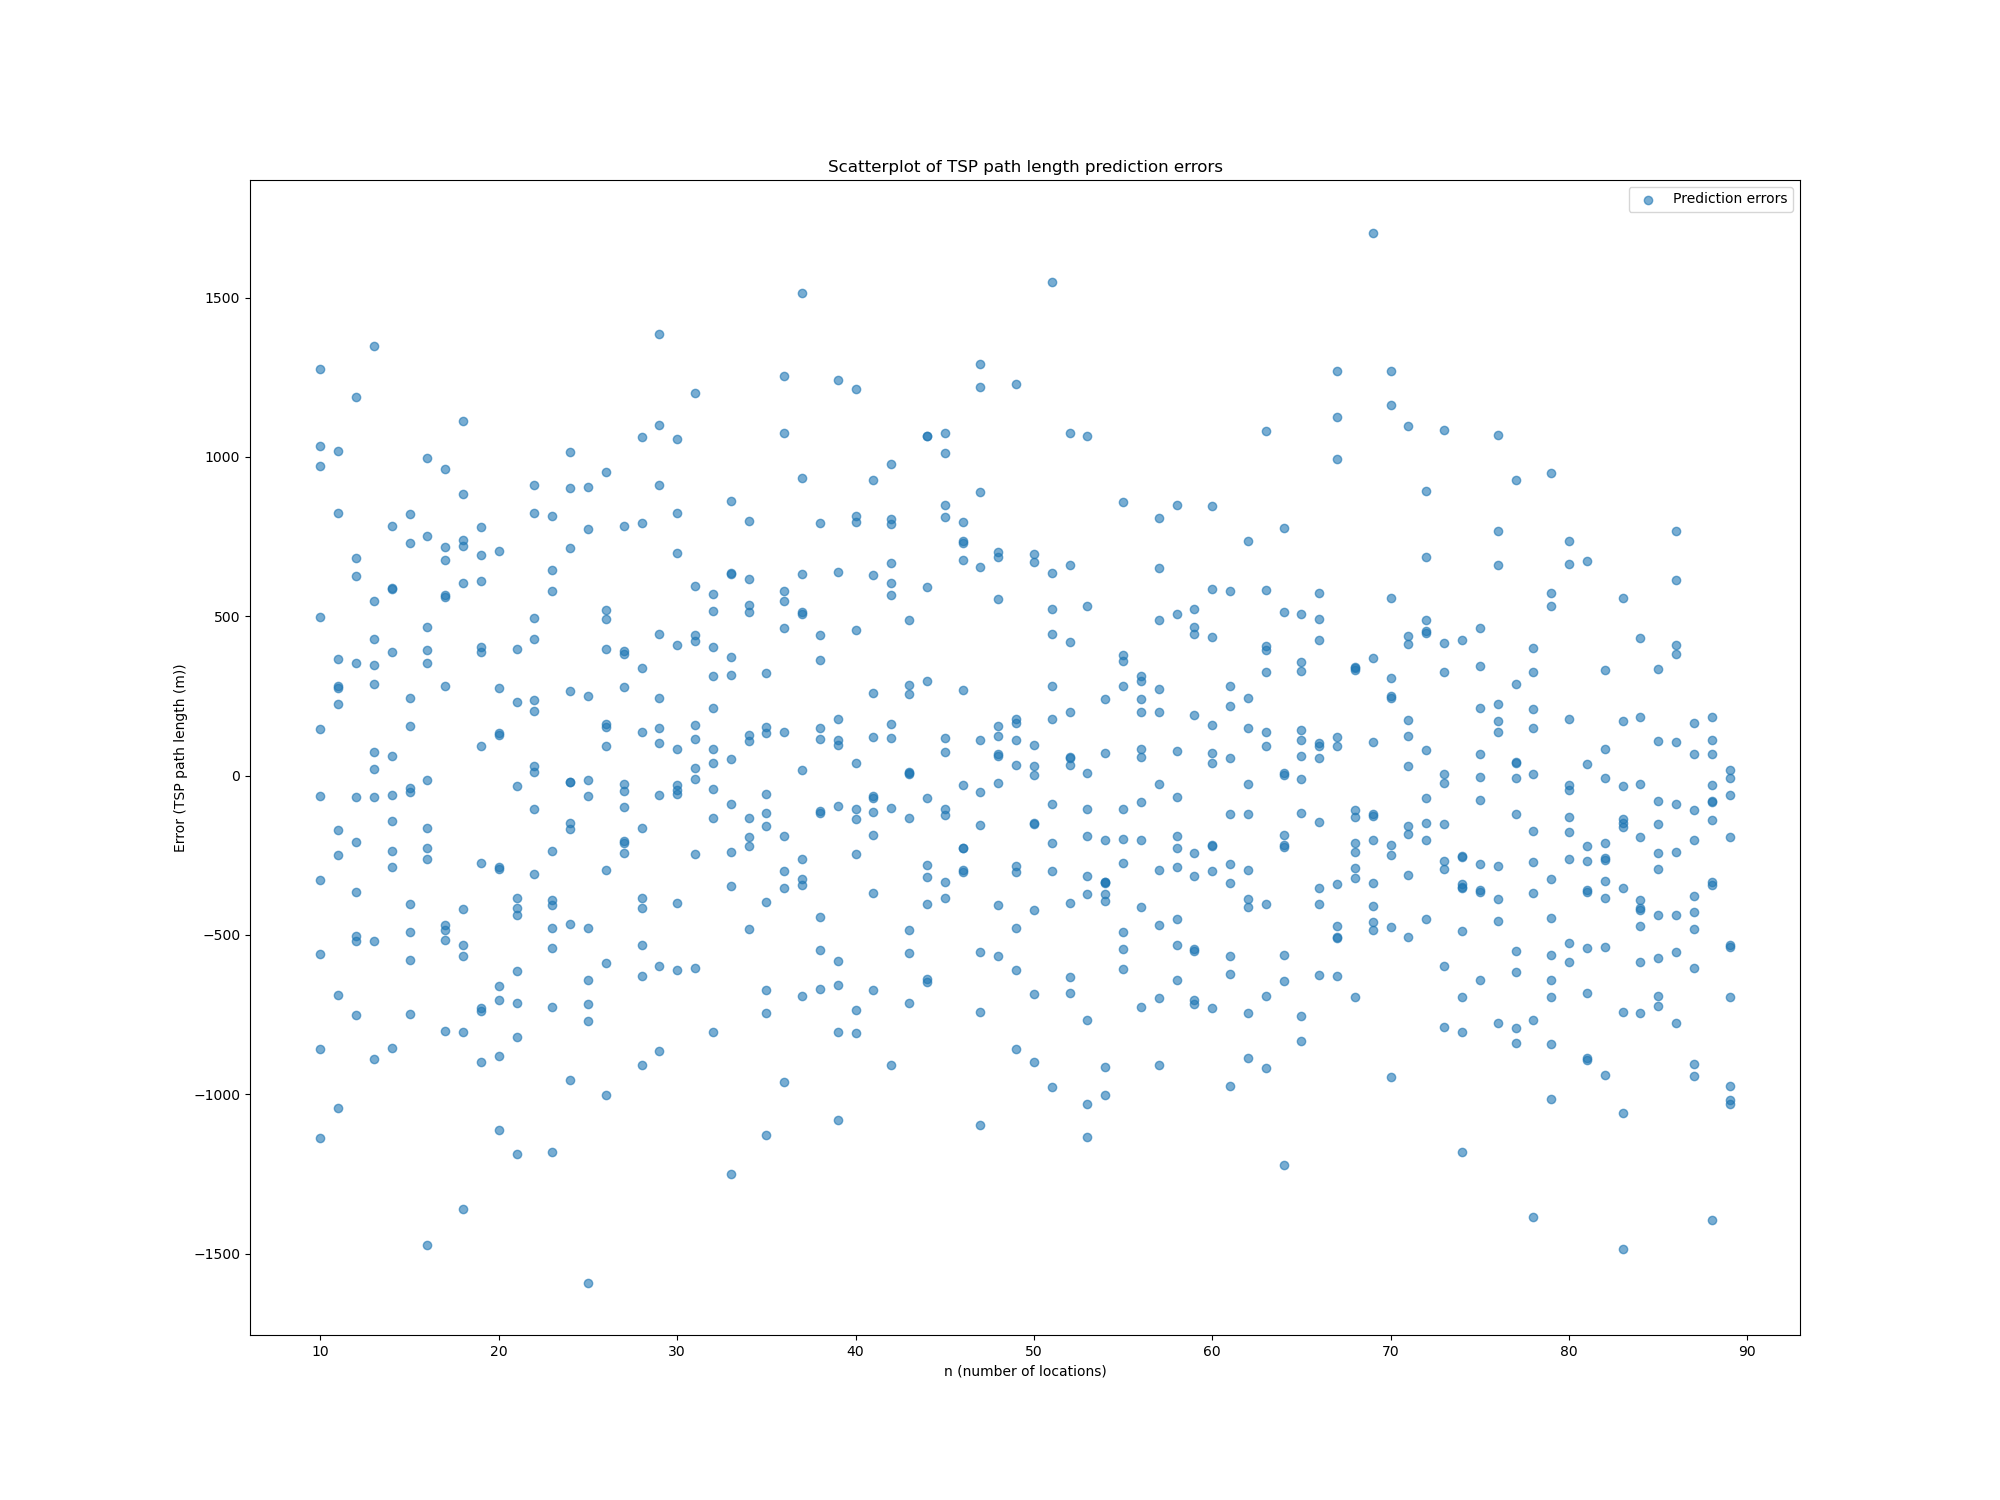 Scatterplot of TSP path length prediction errors
Prediction errors
1500
1000
500
0
−500
−1000
−1500
Error (TSP path length (m))
10 20 30 40 50 60 70 80 90
n (number of locations)